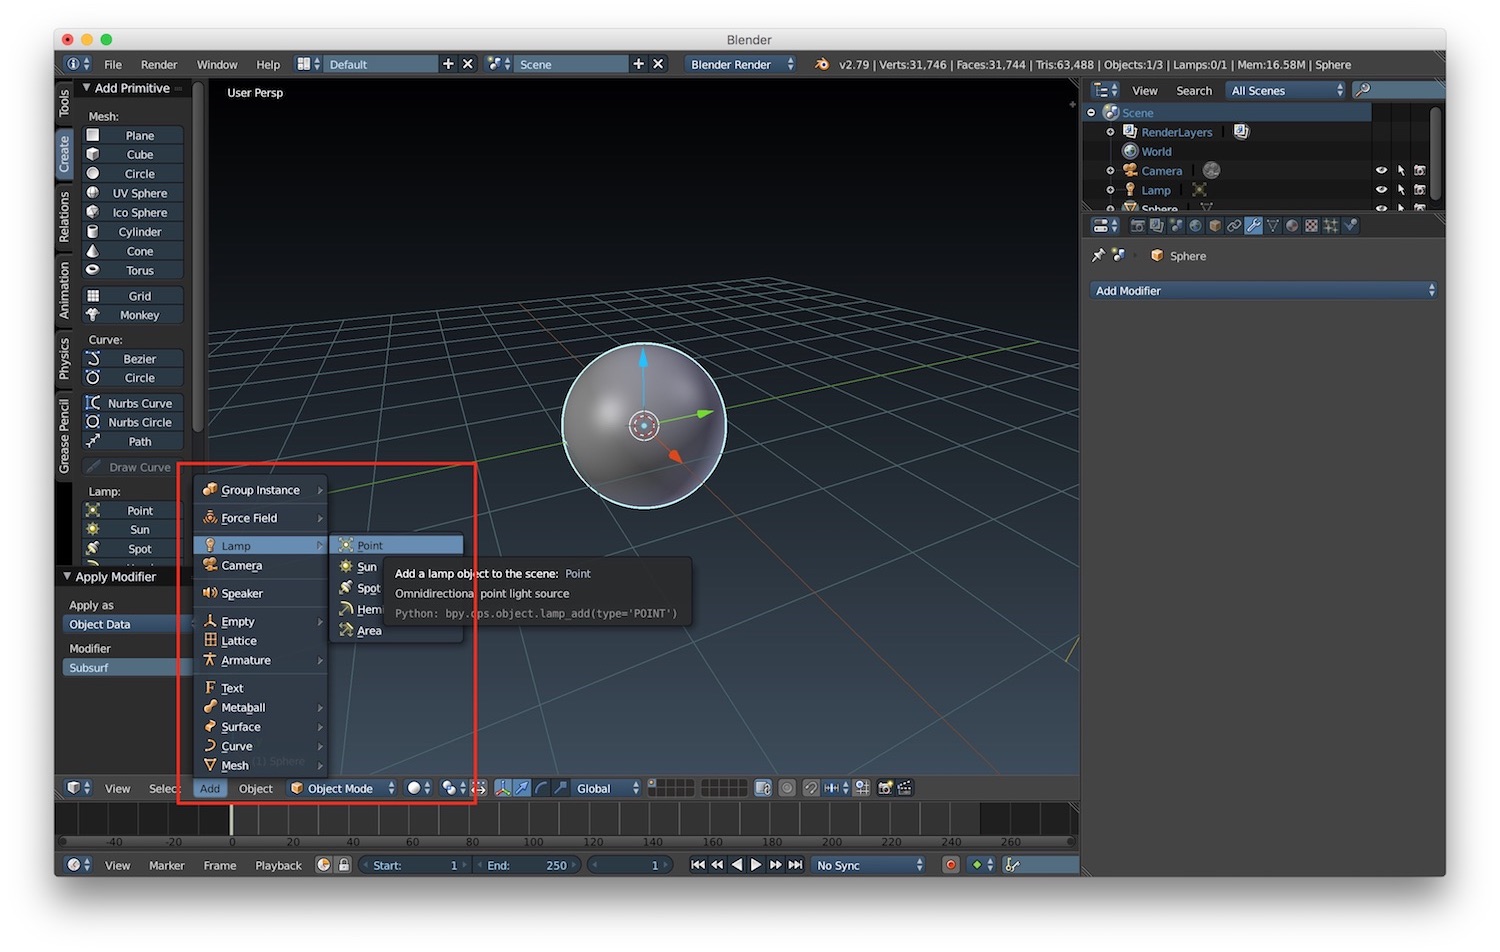 Blender
File Render Window Help Default Scene Blender Render v2.79 | Verts:31,746 | Faces:31,744 | Tris:63,488 | Objects:1/3 | Lamps:0/1 | Mem:16.58M | Sphere
Tools
Create
Relations
Animation
Physics
Grease Pencil
Add Primitive
Mesh:
Plane
Cube
Circle
UV Sphere
Ico Sphere
Cylinder
Cone
Torus
Grid
Monkey
Curve:
Bezier
Circle
Nurbs Curve
Nurbs Circle
Path
Draw Curve
Lamp:
Point
Sun
Spot
Apply Modifier
Apply as
Object Data
Modifier
Subsurf
User Persp
Group Instance
Force Field
Lamp
Camera
Speaker
Empty
Lattice
Armature
Text
Metaball
Surface
Curve
Mesh
(1) Sphere
Point
Sun
Spot
Hemi
Area
Add a lamp object to the scene: Point
Omnidirectional point light source
Python: bpy.ops.object.lamp_add(type='POINT')
View Search All Scenes
Scene
RenderLayers
World
Camera
Lamp
Sphere
Sphere
Add Modifier
View Select Add Object Object Mode Global
-40 -20 0 20 40 60 80 100 120 140 160 180 200 220 240 260
View Marker Frame Playback Start: 1 End: 250 1 No Sync